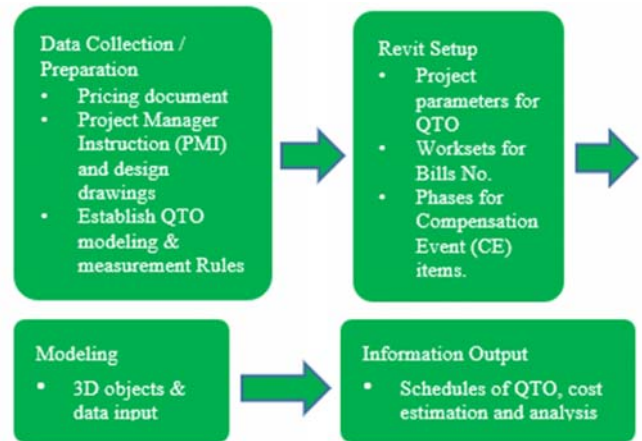 Data Collection /
Preparation
• Pricing document
• Project Manager
Instruction (PMI) and
design
drawings
• Establish QTO
modeling &
measurement Rules
Revit Setup
• Project
parameters for
QTO
• Worksets for
Bills No.
• Phases for
Compensation
Event (CE)
items.
Modeling
• 3D objects &
data input
Information Output
• Schedules of QTO, cost
estimation and analysis